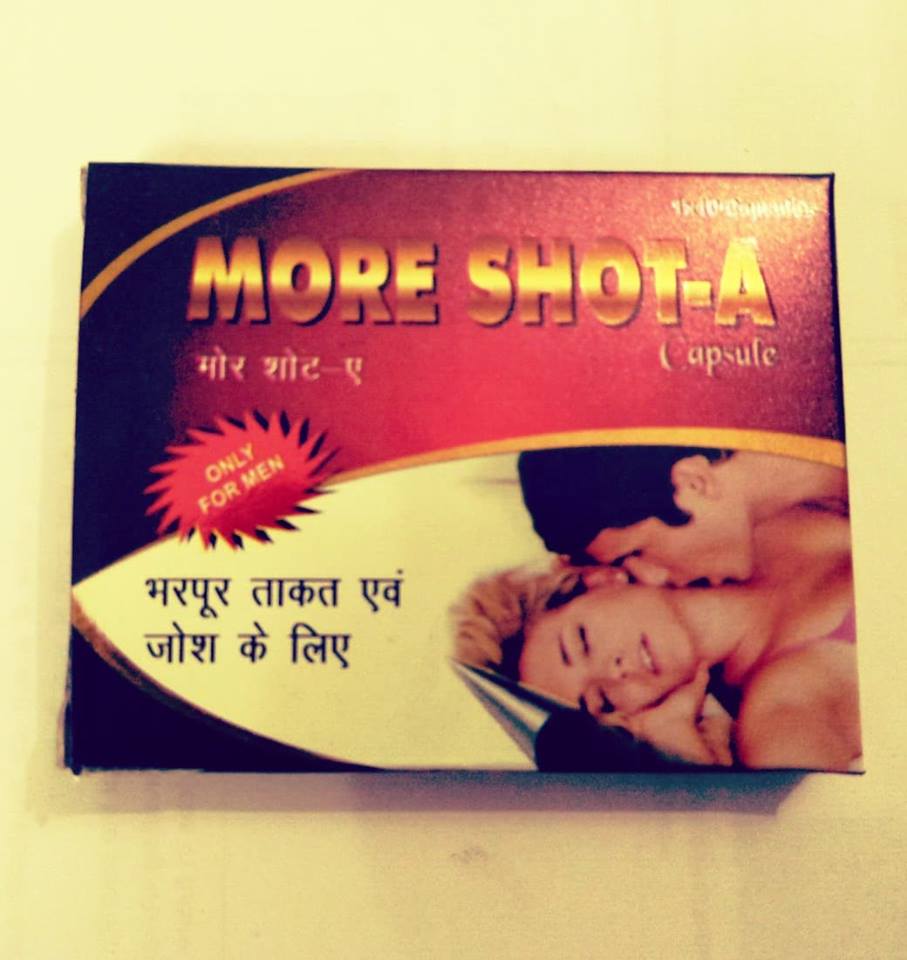 MORE SHOT-A
मोर शोट-ए
Capsule
ONLY
FOR MEN
भरपूर ताकत एवं
जोश के लिए